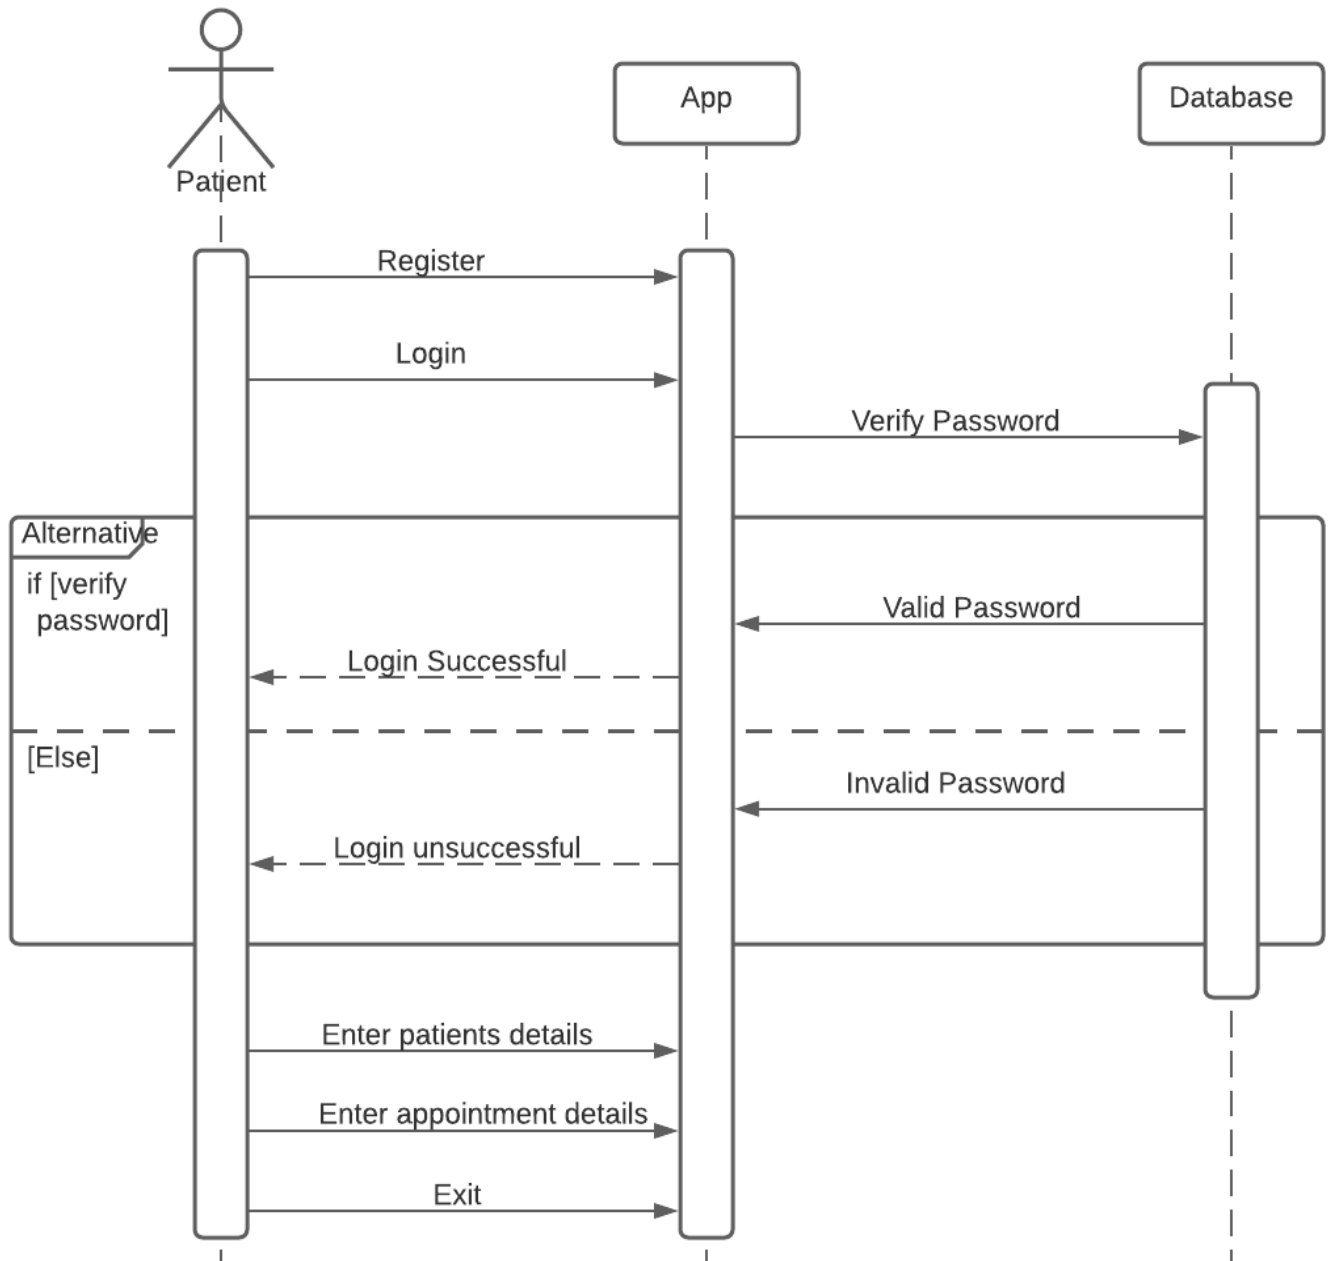 Patient
App
Database
Register
Login
Verify Password
Alternative
if [verify
password]
Valid Password
Login Successful
[Else]
Invalid Password
Login unsuccessful
Enter patients details
Enter appointment details
Exit